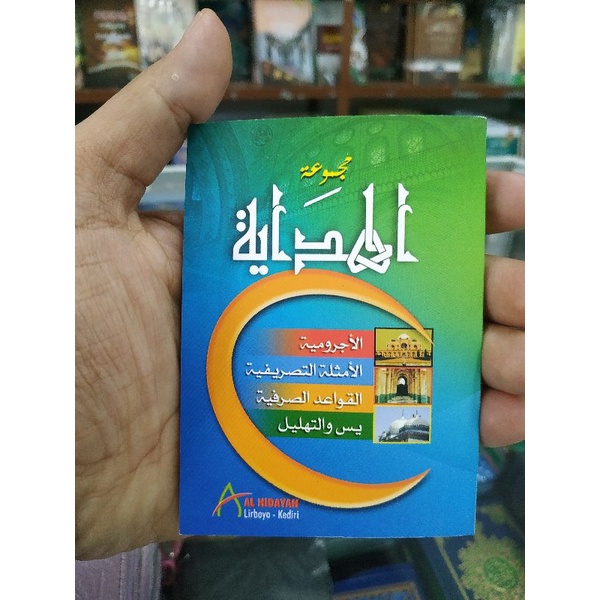 مجموعة
الهداية
الأجرومية
الأمثلة التصريفية
القواعد الصرفية
يس والتهليل
AL HIDAYAH
Lirboyo - Kediri